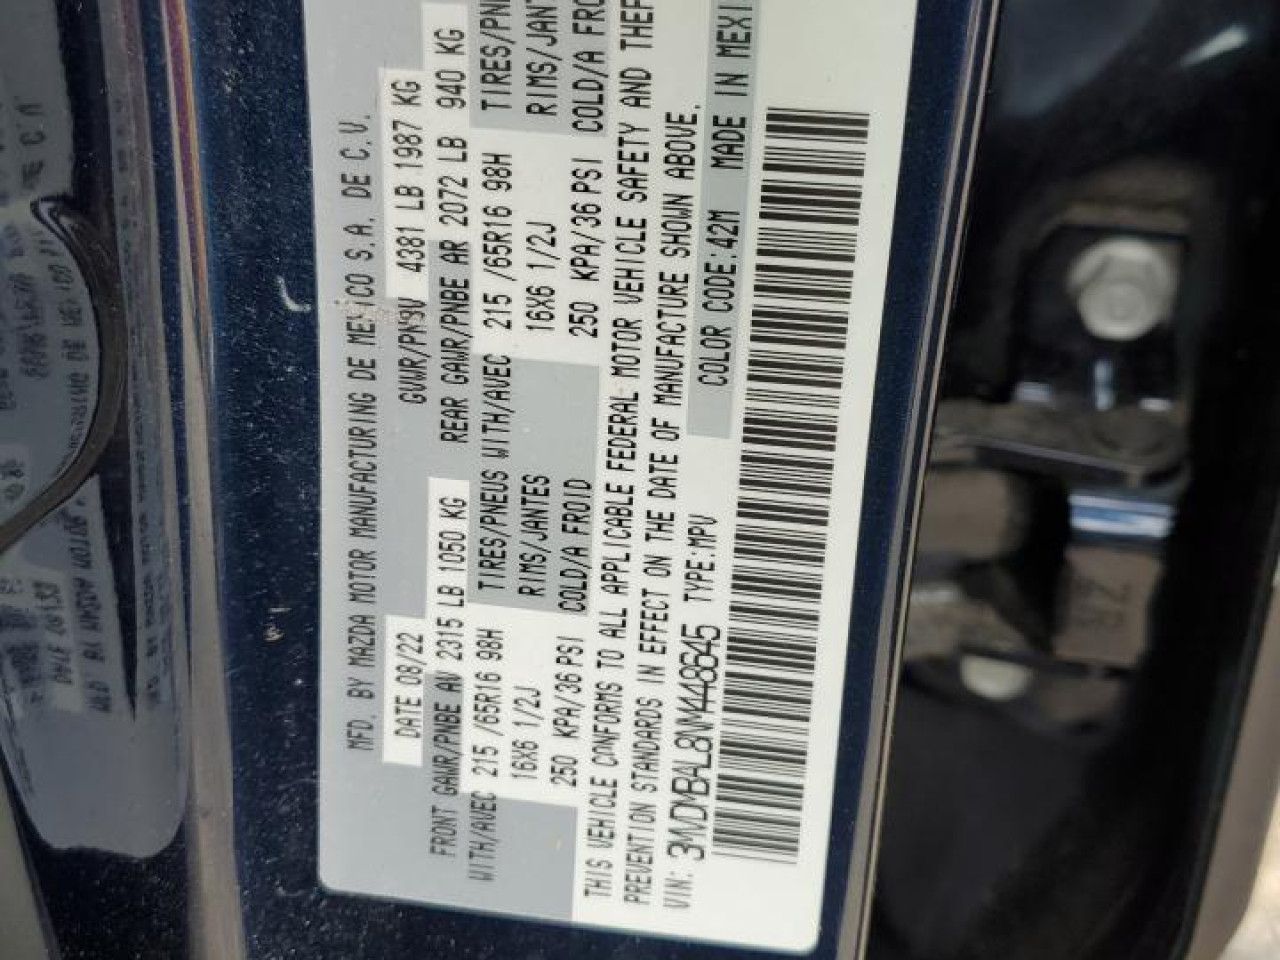 MFD. BY MAZDA MOTOR MANUFACTURING DE MEXICO S.A. DE C.V.
DATE 08/22 GVWR/PNBV 4381 LB 1987 KG
FRONT GAWR/PNBE AV 2315 LB 1050 KG REAR GAWR/PNBE AR 2072 LB 940 KG
WITH/AVEC 215 /65R16 98H TIRES/PNEUS WITH/AVEC 215 /65R16 98H TIRES/PN
16X6 1/2J RIMS/JANTES 16X6 1/2J RIMS/JANT
250 KPA/36 PSI COLD/A FROID 250 KPA/36 PSI COLD/A FRO
THIS VEHICLE CONFORMS TO ALL APPLICABLE FEDERAL MOTOR VEHICLE SAFETY AND THEF
PREVENTION STANDARDS IN EFFECT ON THE DATE OF MANUFACTURE SHOWN ABOVE.
VIN: 3MVDMBAL8NM448645 TYPE:MPV COLOR CODE:42M MADE IN MEXI